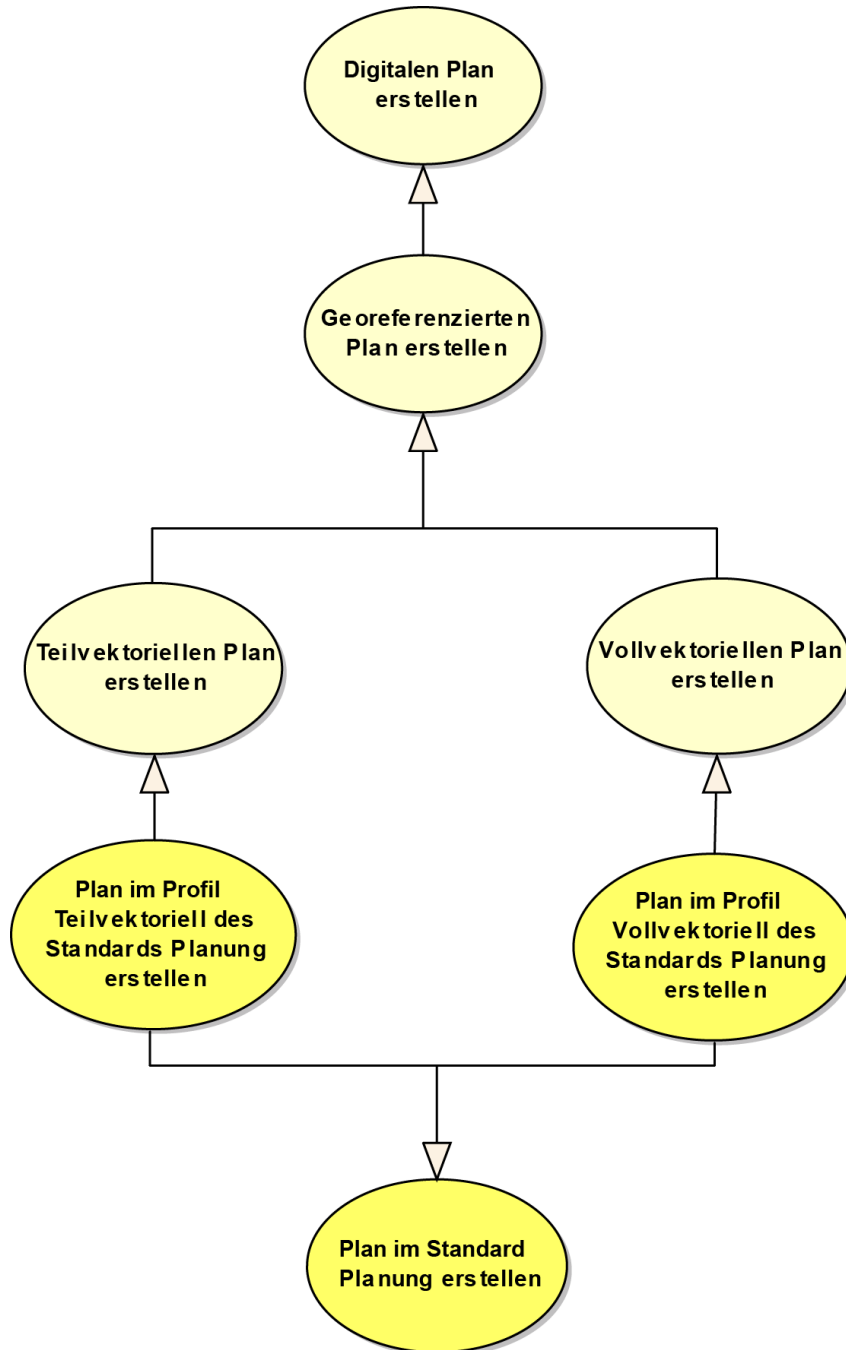 Digitalen Plan
erstellen
Georeferenzierten
Plan erstellen
Teilvektoriellen Plan
erstellen
Vollvektoriellen Plan
erstellen
Plan im Profil
Teilvektoriell des
Standards Planung
erstellen
Plan im Profil
Vollvektoriell des
Standards Planung
erstellen
Plan im Standard
Planung erstellen